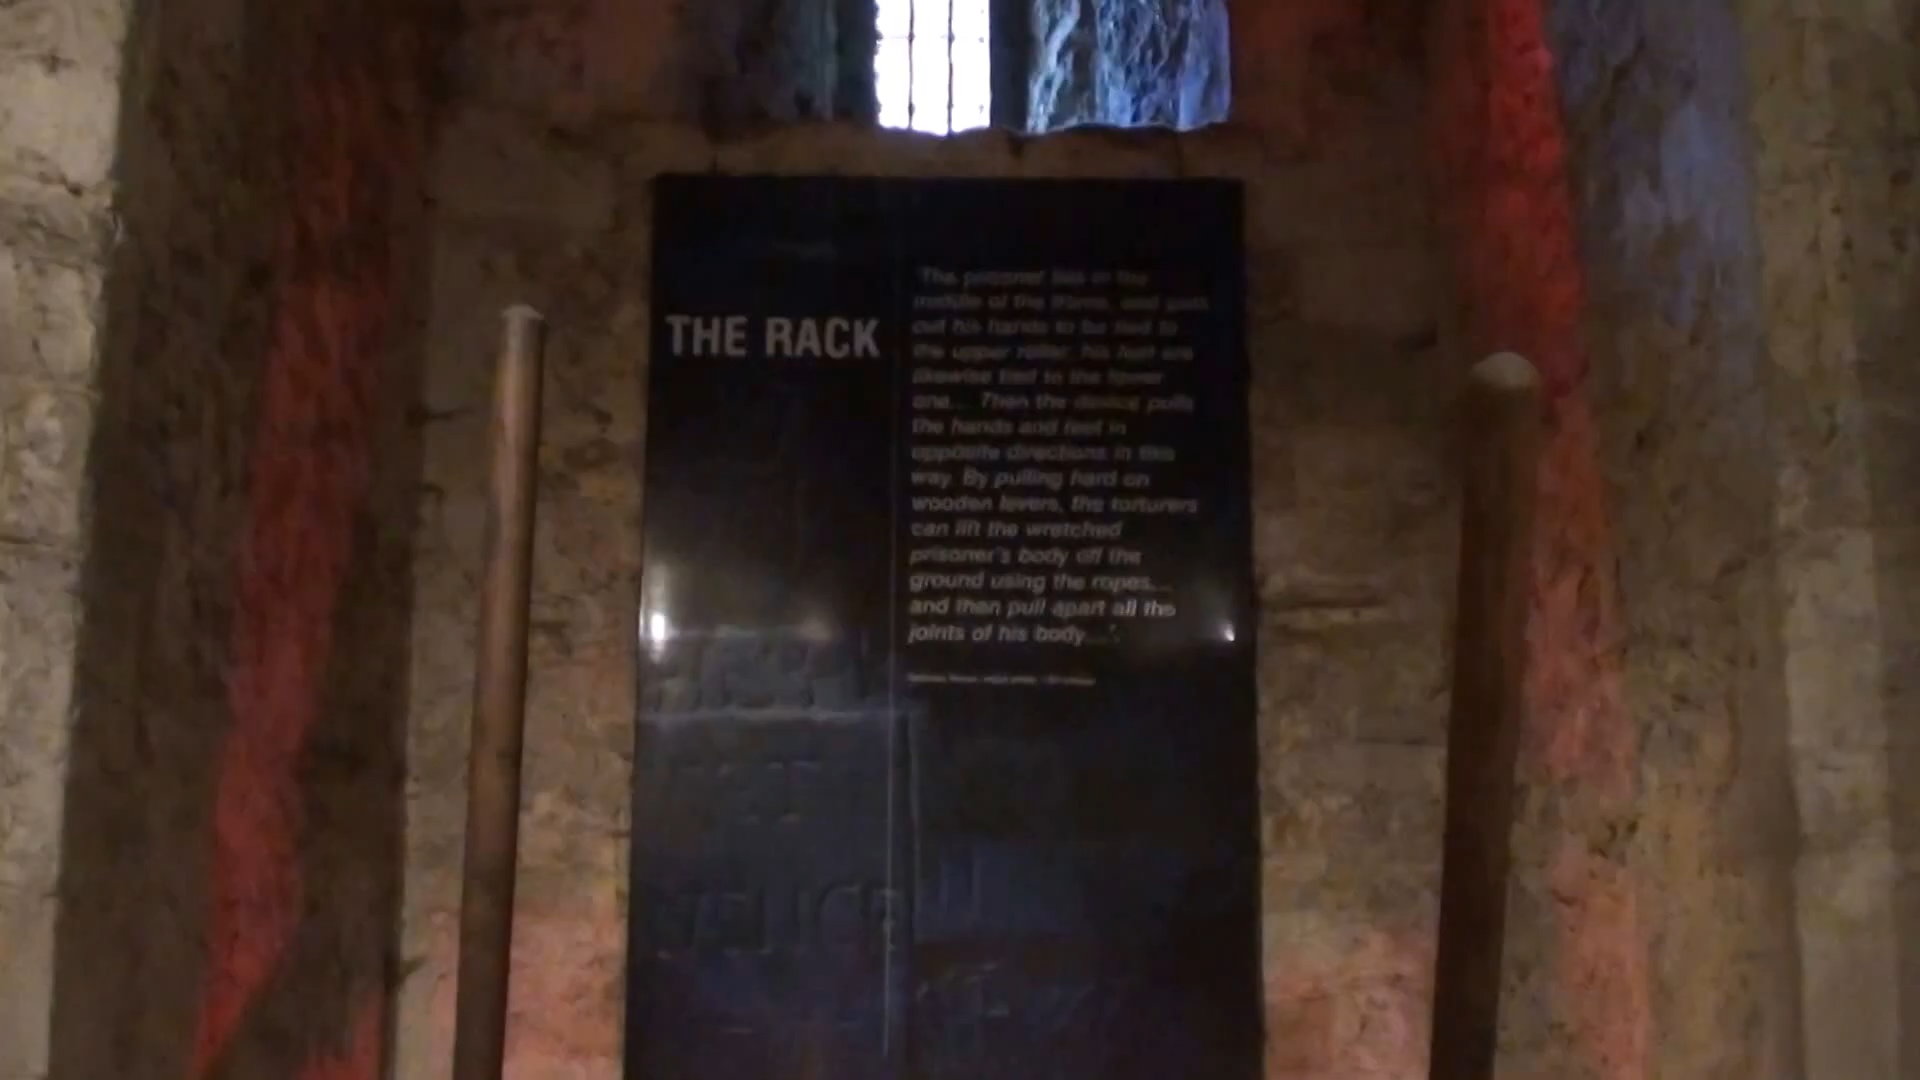 THE RACK
'The prisoner lies in the
middle of the frame, and puts
out his hands to be tied to
the upper roller, his feet are
likewise tied to the lower
one... Then the device pulls
the hands and feet in
opposite directions in this
way. By pulling hard on
wooden levers, the torturers
can lift the wretched
prisoner's body off the
ground using the ropes...
and then pull apart all the
joints of his body....'.